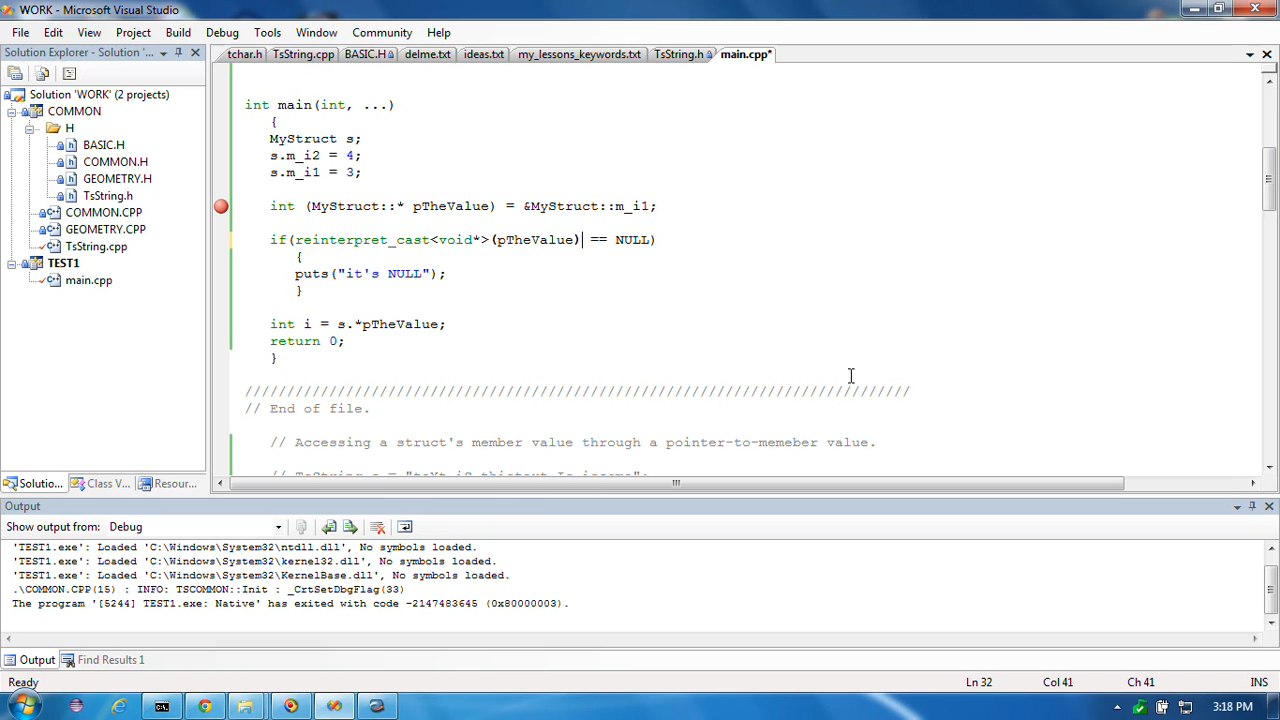 WORK - Microsoft Visual Studio
File Edit View Project Build Debug Tools Window Community Help
Solution Explorer - Solution '...
tchar.h TsString.cpp BASIC.H delme.txt ideas.txt my_lessons_keywords.txt TsString.h main.cpp*
Solution 'WORK' (2 projects)
COMMON
H
BASIC.H
COMMON.H
GEOMETRY.H
TsString.h
COMMON.CPP
GEOMETRY.CPP
TsString.cpp
TEST1
main.cpp
Solutio... Class V... Resour...
int main(int, ...)
{
MyStruct s;
s.m_i2 = 4;
s.m_i1 = 3;
int (MyStruct::* pTheValue) = &MyStruct::m_i1;
if(reinterpret_cast<void*>(pTheValue) == NULL)
{
puts("it's NULL");
}
int i = s.*pTheValue;
return 0;
}
////////////////////////////////////////////////////////////////////////////////
// End of file.
// Accessing a struct's member value through a pointer-to-memeber value.
Output
Show output from: Debug
'TEST1.exe': Loaded 'C:\Windows\System32\ntdll.dll', No symbols loaded.
'TEST1.exe': Loaded 'C:\Windows\System32\kernel32.dll', No symbols loaded.
'TEST1.exe': Loaded 'C:\Windows\System32\KernelBase.dll', No symbols loaded.
.\COMMON.CPP(15) : INFO: TSCOMMON::Init : _CrtSetDbgFlag(33)
The program '[5244] TEST1.exe: Native' has exited with code -2147483645 (0x80000003).
Output Find Results 1
Ready Ln 32 Col 41 Ch 41 INS
3:18 PM